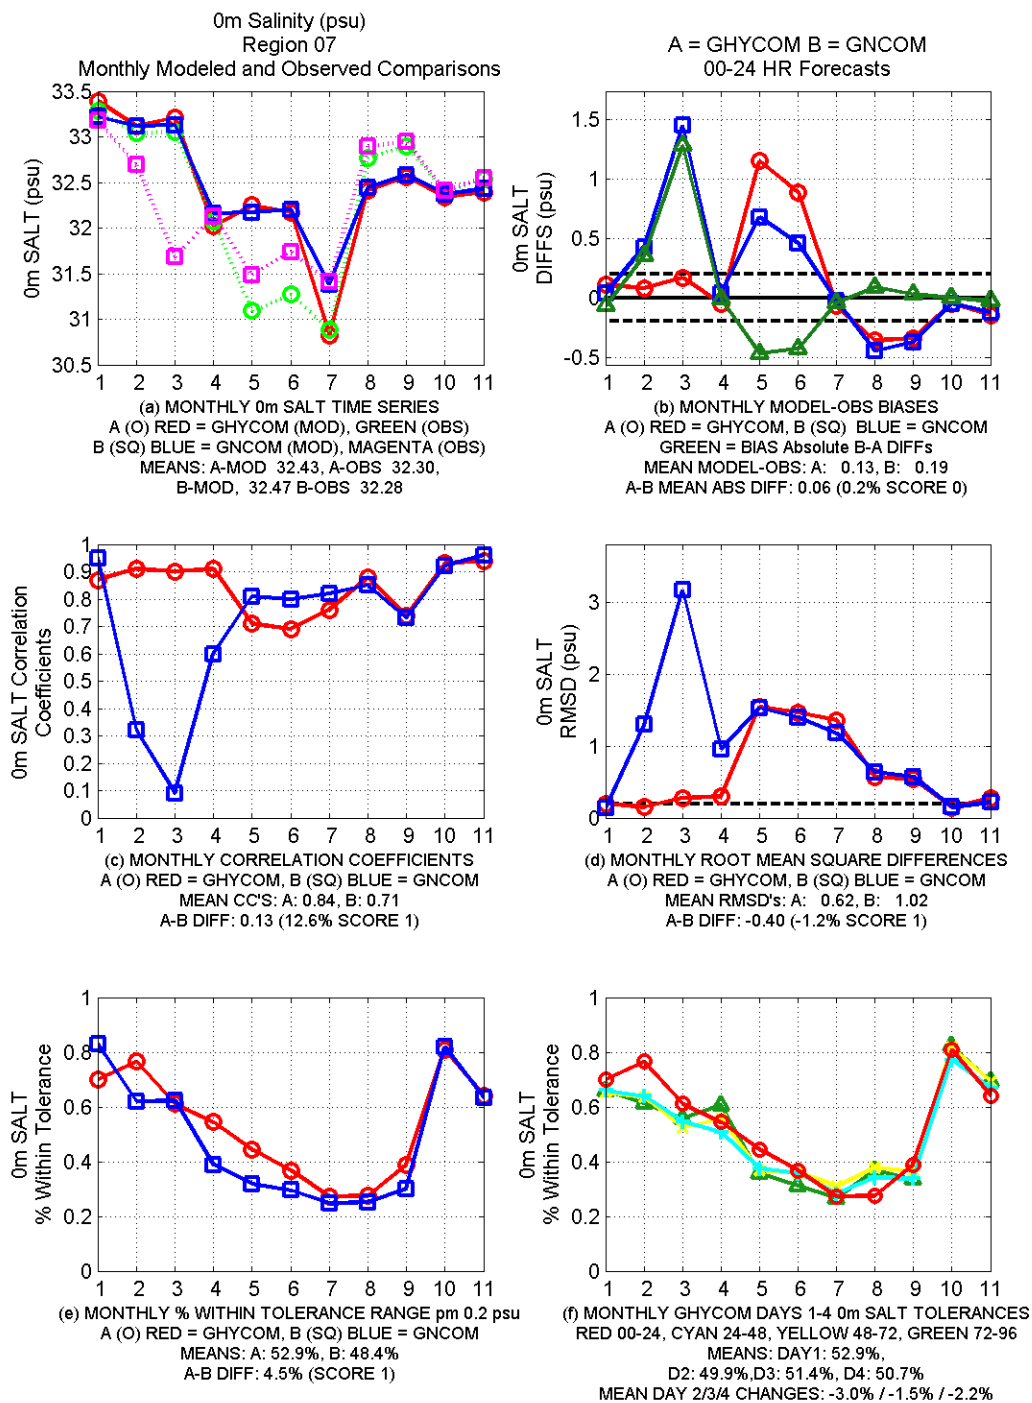 0m Salinity (psu)
Region 07
Monthly Modeled and Observed Comparisons
A = GHYCOM B = GNCOM
00-24 HR Forecasts
0m SALT (psu)
33.5
33
32.5
32
31.5
31
30.5
1 2 3 4 5 6 7 8 9 10 11
(a) MONTHLY 0m SALT TIME SERIES
A (O) RED = GHYCOM (MOD), GREEN (OBS)
B (SQ) BLUE = GNCOM (MOD), MAGENTA (OBS)
MEANS: A-MOD 32.43, A-OBS 32.30,
B-MOD, 32.47 B-OBS 32.28
0m SALT
DIFFS (psu)
1.5
1
0.5
0
-0.5
1 2 3 4 5 6 7 8 9 10 11
(b) MONTHLY MODEL-OBS BIASES
A (O) RED = GHYCOM, B (SQ) BLUE = GNCOM
GREEN = BIAS Absolute B-A DIFFs
MEAN MODEL-OBS: A: 0.13, B: 0.19
A-B MEAN ABS DIFF: 0.06 (0.2% SCORE 0)
0m SALT Correlation
Coefficients
1
0.9
0.8
0.7
0.6
0.5
0.4
0.3
0.2
0.1
0
1 2 3 4 5 6 7 8 9 10 11
(c) MONTHLY CORRELATION COEFFICIENTS
A (O) RED = GHYCOM, B (SQ) BLUE = GNCOM
MEAN CC'S: A: 0.84, B: 0.71
A-B DIFF: 0.13 (12.6% SCORE 1)
0m SALT
RMSD (psu)
3
2
1
0
1 2 3 4 5 6 7 8 9 10 11
(d) MONTHLY ROOT MEAN SQUARE DIFFERENCES
A (O) RED = GHYCOM, B (SQ) BLUE = GNCOM
MEAN RMSD's: A: 0.62, B: 1.02
A-B DIFF: -0.40 (-1.2% SCORE 1)
0m SALT
% Within Tolerance
1
0.8
0.6
0.4
0.2
0
1 2 3 4 5 6 7 8 9 10 11
(e) MONTHLY % WITHIN TOLERANCE RANGE pm 0.2 psu
A (O) RED = GHYCOM, B (SQ) BLUE = GNCOM
MEANS: A: 52.9%, B: 48.4%
A-B DIFF: 4.5% (SCORE 1)
0m SALT
% Within Tolerance
1
0.8
0.6
0.4
0.2
0
1 2 3 4 5 6 7 8 9 10 11
(f) MONTHLY GHYCOM DAYS 1-4 0m SALT TOLERANCES
RED 00-24, CYAN 24-48, YELLOW 48-72, GREEN 72-96
MEANS: DAY1: 52.9%,
D2: 49.9%,D3: 51.4%, D4: 50.7%
MEAN DAY 2/3/4 CHANGES: -3.0% / -1.5% / -2.2%